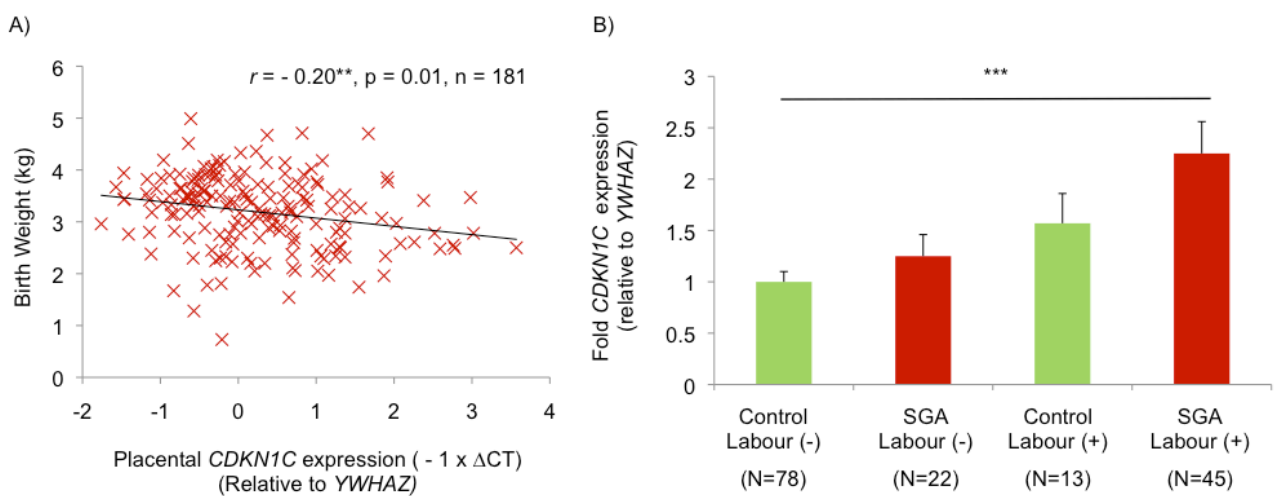 A)
6
5
4
3
2
1
0
Birth Weight (kg)
r = - 0.20**, p = 0.01, n = 181
-2 -1 0 1 2 3 4
Placental CDKN1C expression ( - 1 x ΔCT)
(Relative to YWHAZ)
B)
3
2.5
2
1.5
1
0.5
0
Fold CDKN1C expression
(relative to YWHAZ)
***
Control SGA Control SGA
Labour (-) Labour (-) Labour (+) Labour (+)
(N=78) (N=22) (N=13) (N=45)